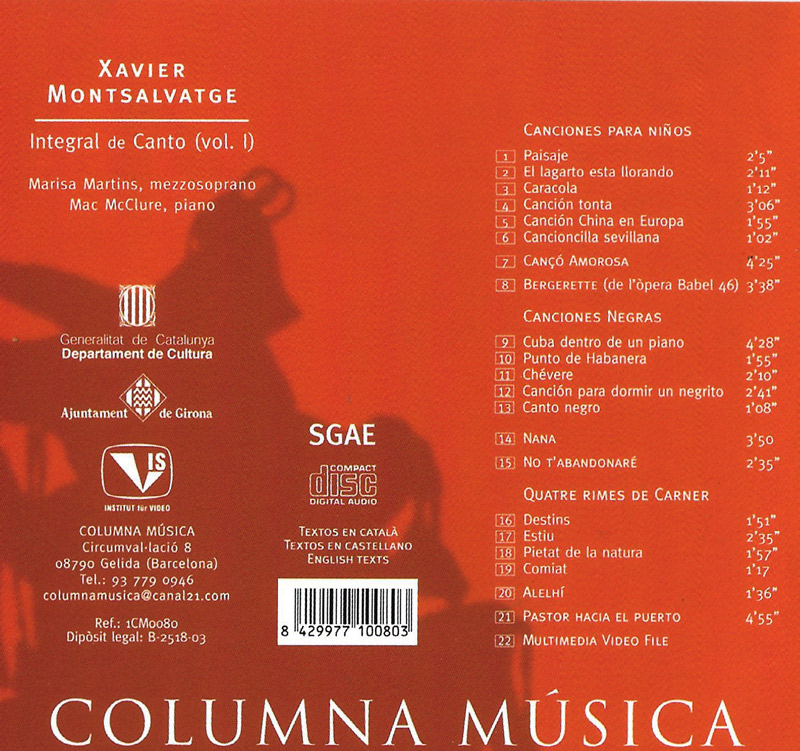 XAVIER
MONTSALVATGE
Integral de Canto (vol. I)
Marisa Martins, mezzosoprano
Mac McClure, piano
Generalitat de Catalunya
Departament de Cultura
Ajuntament de Girona
VIS
INSTITUT für VIDEO
COLUMNA MÚSICA
Circumval·lació 8
08790 Gelida (Barcelona)
Tel.: 93 779 0946
columnamusica@canal21.com
Ref.: 1CM0080
Dipòsit legal: B-2518-03
SGAE
COMPACT
disc
DIGITAL AUDIO
TEXTOS EN CATALÀ
TEXTOS EN CASTELLANO
ENGLISH TEXTS
8 429977 100803
CANCIONES PARA NIÑOS
1 Paisaje 2'5"
2 El lagarto esta llorando 2'11"
3 Caracola 1'12"
4 Canción tonta 3'06"
5 Canción China en Europa 1'55"
6 Cancioncilla sevillana 1'02"
7 CANÇÓ AMOROSA 4'25"
8 BERGERETTE (de l'òpera Babel 46) 3'38"
CANCIONES NEGRAS
9 Cuba dentro de un piano 4'28"
10 Punto de Habanera 1'55"
11 Chévere 2'10"
12 Canción para dormir un negrito 2'41"
13 Canto negro 1'08"
14 NANA 3'50
15 NO T'ABANDONARÉ 2'35"
QUATRE RIMES DE CARNER
16 Destins 1'51"
17 Estiu 2'35"
18 Pietat de la natura 1'57"
19 Comiat 1'17
20 ALELHÍ 1'36"
21 PASTOR HACIA EL PUERTO 4'55"
22 MULTIMEDIA VIDEO FILE
COLUMNA MÚSICA